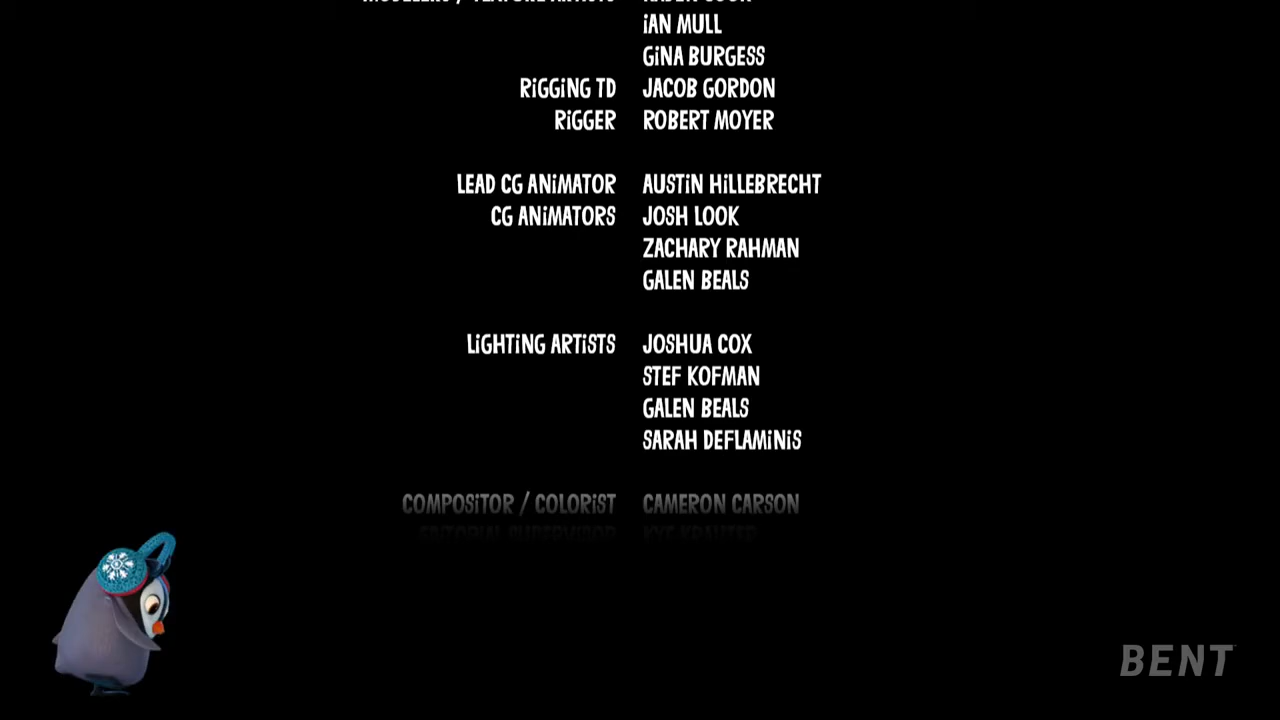 IAN MULL
GINA BURGESS
RIGGING TD JACOB GORDON
RIGGER ROBERT MOYER
LEAD CG ANIMATOR AUSTIN HILLEBRECHT
CG ANIMATORS JOSH LOOK
ZACHARY RAHMAN
GALEN BEALS
LIGHTING ARTISTS JOSHUA COX
STEF KOFMAN
GALEN BEALS
SARAH DEFLAMINIS
COMPOSITOR / COLORIST CAMERON CARSON
EDITORIAL SUPERVISOR
BENT